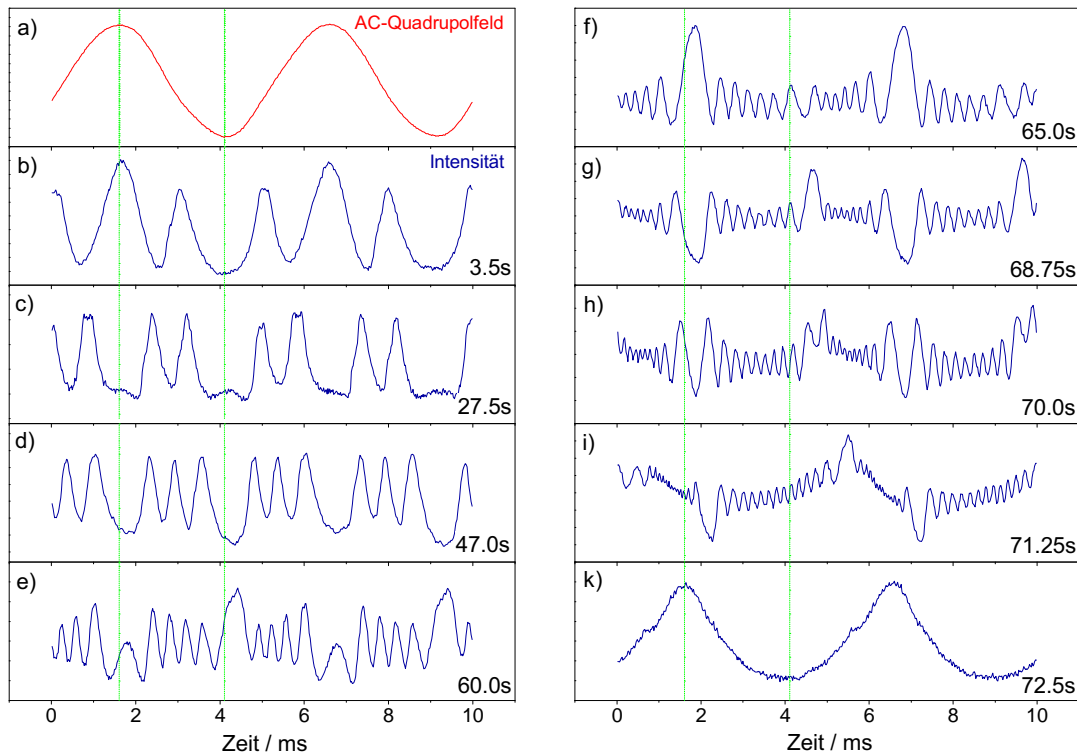 a)
AC-Quadrupolfeld
b)
Intensität
3.5s
c)
27.5s
d)
47.0s
e)
60.0s
0 2 4 6 8 10
Zeit / ms
f)
65.0s
g)
68.75s
h)
70.0s
i)
71.25s
k)
72.5s
0 2 4 6 8 10
Zeit / ms